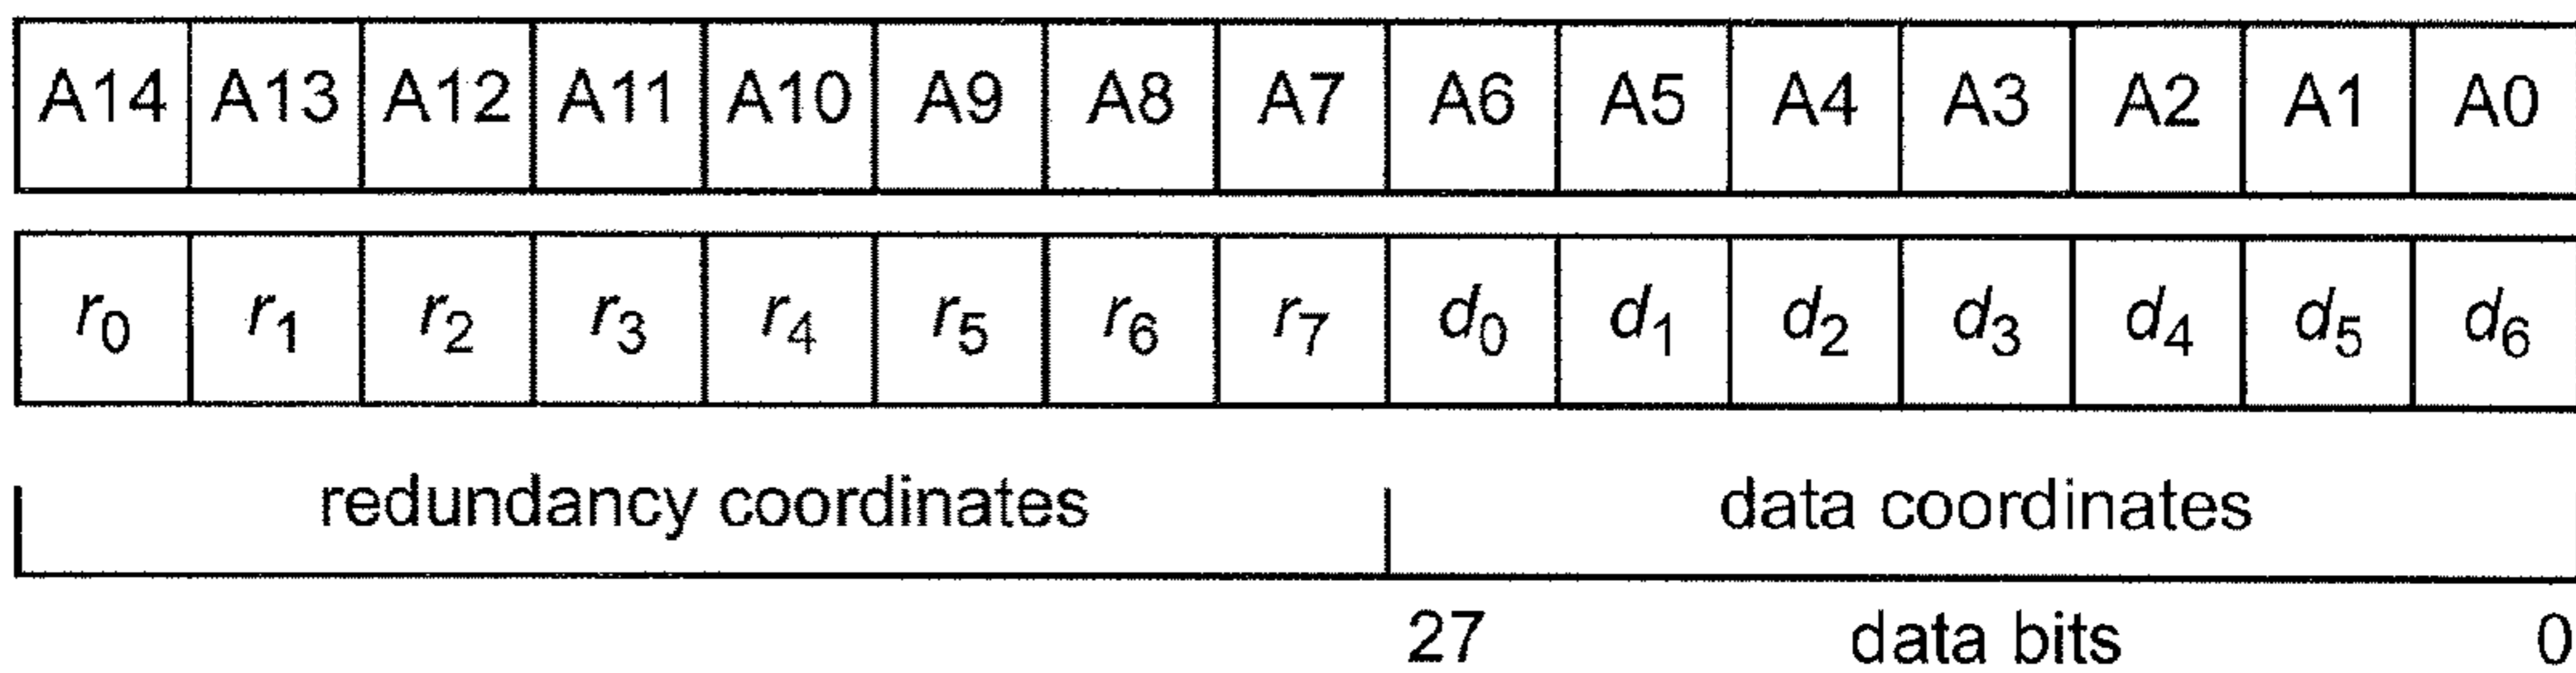 A14 A13 A12 A11 A10 A9 A8 A7 A6 A5 A4 A3 A2 A1 A0
r0 r1 r2 r3 r4 r5 r6 r7 d0 d1 d2 d3 d4 d5 d6
redundancy coordinates data coordinates
27 data bits 0